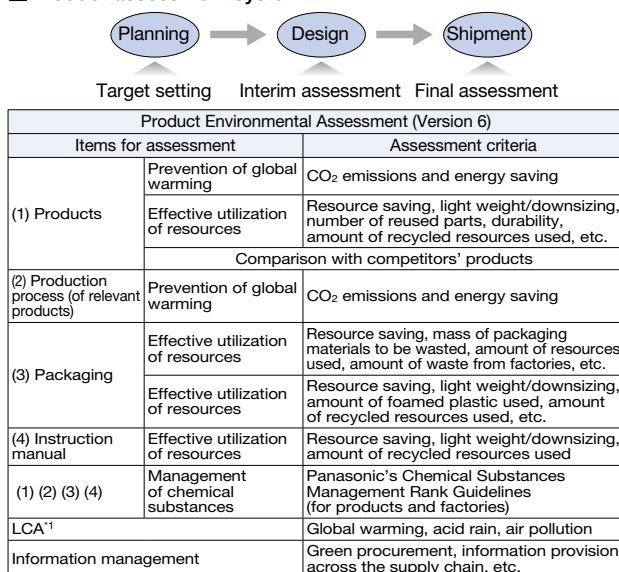 Planning
Design
Shipment
Target setting
Interim assessment
Final assessment
Product Environmental Assessment (Version 6)
Items for assessment
Assessment criteria
(1) Products
Prevention of global
warming
CO₂ emissions and energy saving
Effective utilization
of resources
Resource saving, light weight/downsizing,
number of reused parts, durability,
amount of recycled resources used, etc.
Comparison with competitors' products
(2) Production
process (of relevant
products)
Prevention of global
warming
CO₂ emissions and energy saving
(3) Packaging
Effective utilization
of resources
Resource saving, mass of packaging
materials to be wasted, amount of resources
used, amount of waste from factories, etc.
Effective utilization
of resources
Resource saving, light weight/downsizing,
amount of foamed plastic used, amount
of recycled resources used, etc.
(4) Instruction
manual
Effective utilization
of resources
Resource saving, light weight/downsizing,
amount of recycled resources used
(1) (2) (3) (4)
Management
of chemical
substances
Panasonic's Chemical Substances
Management Rank Guidelines
(for products and factories)
LCA*1
Global warming, acid rain, air pollution
Information management
Green procurement, information provision
across the supply chain, etc.